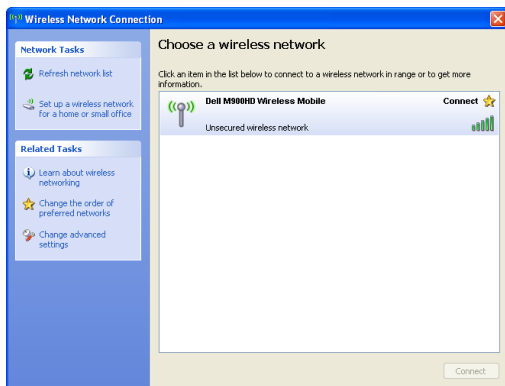 Wireless Network Connection
Network Tasks
Refresh network list
Set up a wireless network
for a home or small office
Related Tasks
Learn about wireless
networking
Change the order of
preferred networks
Change advanced
settings
Choose a wireless network
Click an item in the list below to connect to a wireless network in range or to get more
information.
Dell M900HD Wireless Mobile
Connect
Unsecured wireless network
Connect